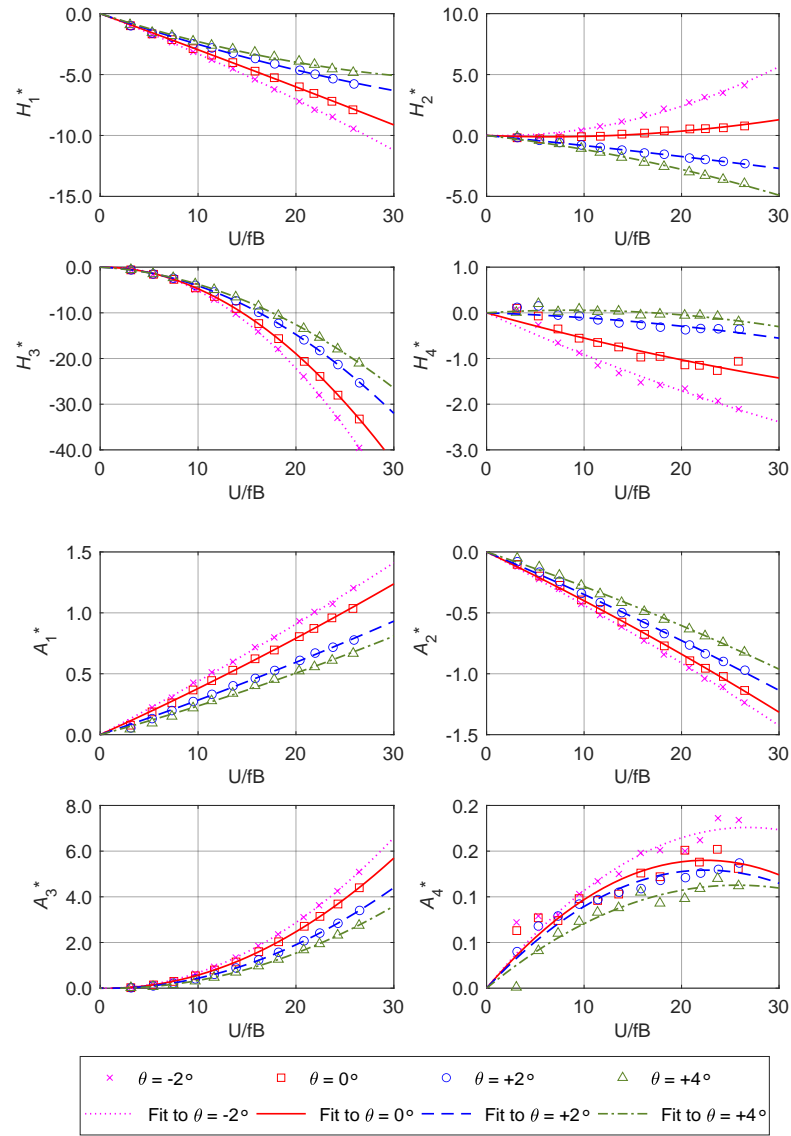 0.0
-5.0
-10.0
-15.0
H₁*
0 10 20 30
U/fB
10.0
5.0
0.0
-5.0
H₂*
0 10 20 30
U/fB
0.0
-10.0
-20.0
-30.0
-40.0
H₃*
0 10 20 30
U/fB
1.0
0.0
-1.0
-2.0
-3.0
H₄*
0 10 20 30
U/fB
1.5
1.0
0.5
0.0
A₁*
0 10 20 30
U/fB
0.0
-0.5
-1.0
-1.5
A₂*
0 10 20 30
U/fB
8.0
6.0
4.0
2.0
0.0
A₃*
0 10 20 30
U/fB
0.2
0.2
0.1
0.1
0.0
A₄*
0 10 20 30
U/fB
θ = -2° θ = 0° θ = +2° θ = +4°
Fit to θ = -2° Fit to θ = 0° Fit to θ = +2° Fit to θ = +4°